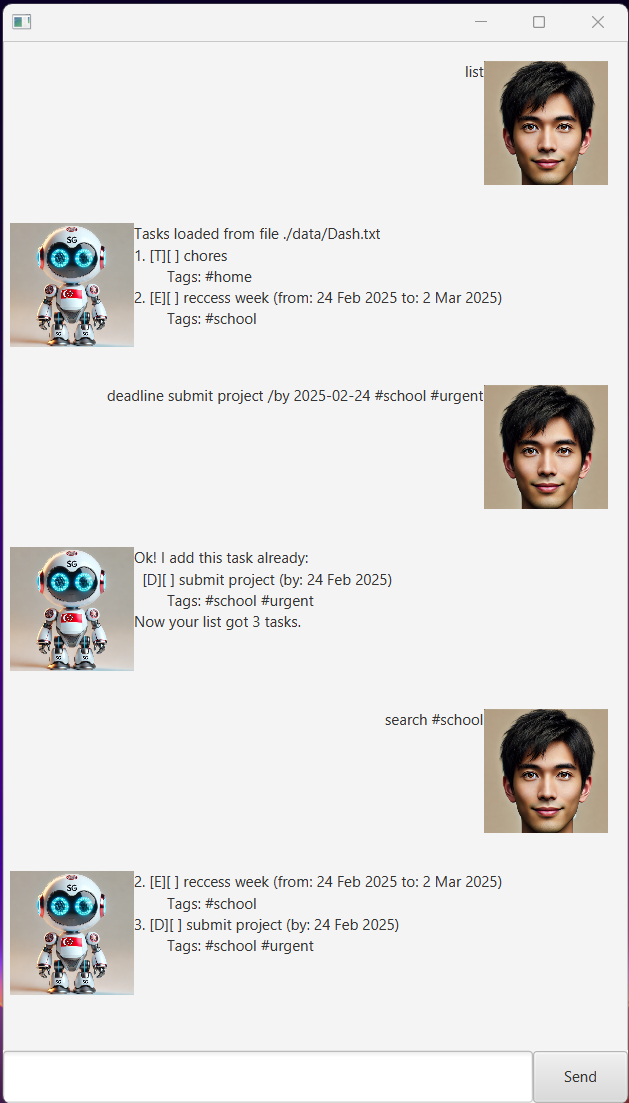 list
SG
Tasks loaded from file ./data/Dash.txt
1. [T][ ] chores
Tags: #home
2. [E][ ] reccess week (from: 24 Feb 2025 to: 2 Mar 2025)
Tags: #school
deadline submit project /by 2025-02-24 #school #urgent
SG
Ok! I add this task already:
[D][ ] submit project (by: 24 Feb 2025)
Tags: #school #urgent
Now your list got 3 tasks.
search #school
SG
2. [E][ ] reccess week (from: 24 Feb 2025 to: 2 Mar 2025)
Tags: #school
3. [D][ ] submit project (by: 24 Feb 2025)
Tags: #school #urgent
Send